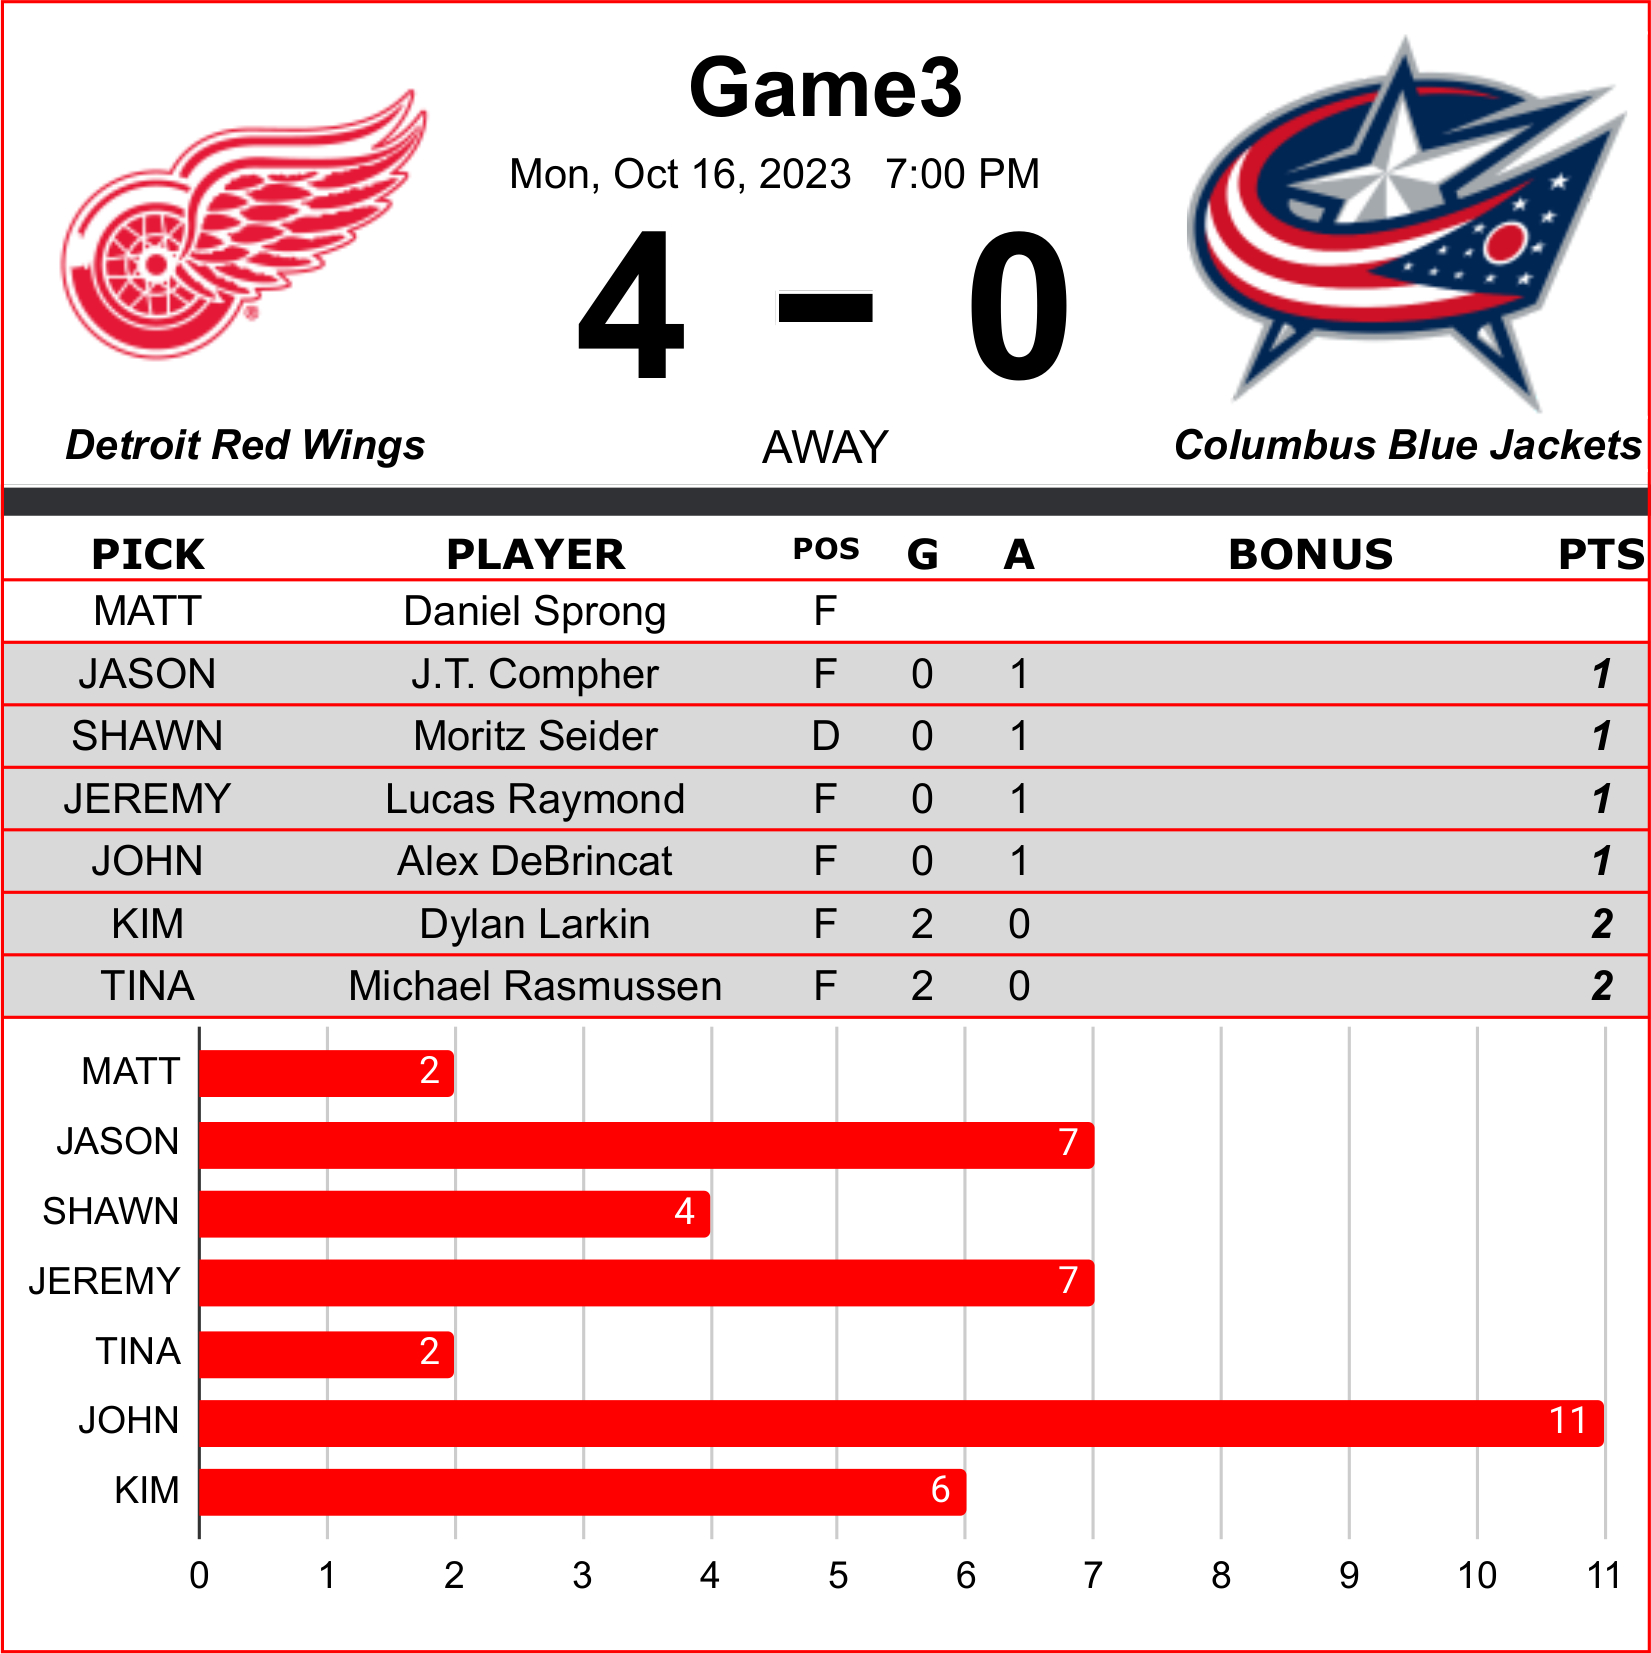 Game3
Mon, Oct 16, 2023 7:00 PM
4 – 0
®
Detroit Red Wings AWAY Columbus Blue Jackets
PICK PLAYER POS G A BONUS PTS
MATT Daniel Sprong F
JASON J.T. Compher F 0 1 1
SHAWN Moritz Seider D 0 1 1
JEREMY Lucas Raymond F 0 1 1
JOHN Alex DeBrincat F 0 1 1
KIM Dylan Larkin F 2 0 2
TINA Michael Rasmussen F 2 0 2
MATT 2
JASON 7
SHAWN 4
JEREMY 7
TINA 2
JOHN 11
KIM 6
0 1 2 3 4 5 6 7 8 9 10 11